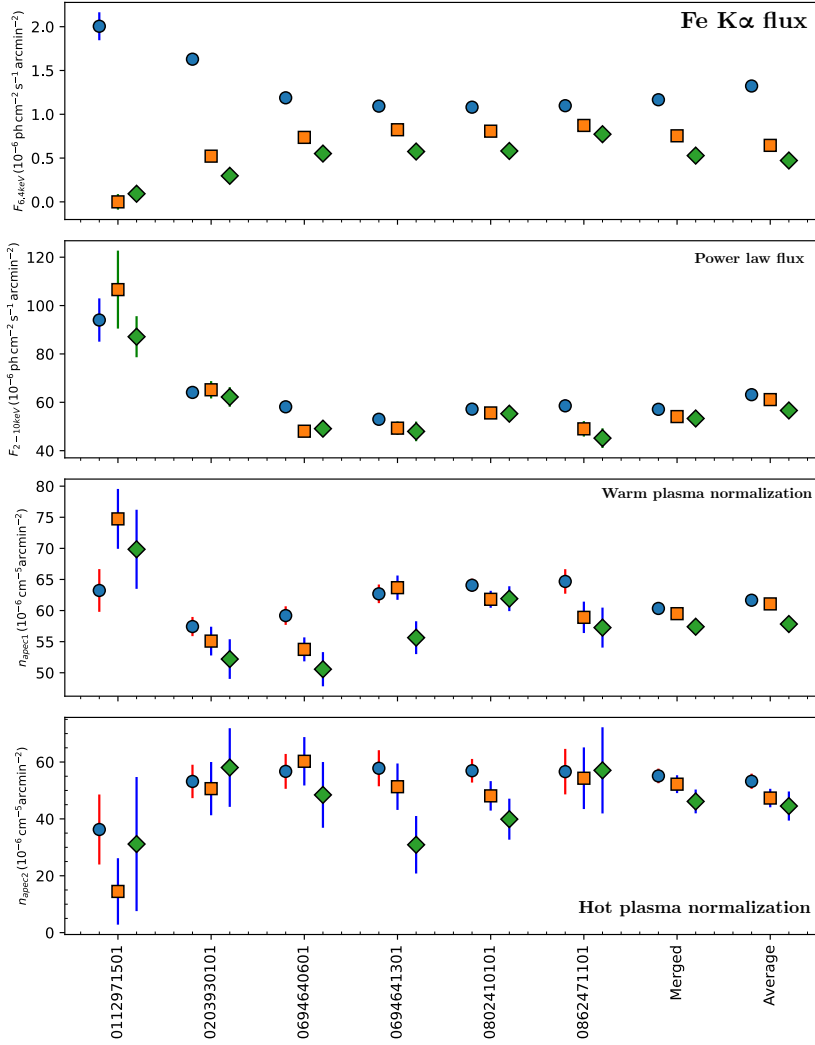 Fe Kα flux
2.0
1.5
1.0
0.5
0.0
F6,4keV (10−6 ph cm−2 s−1 arcmin−2)
Power law flux
120
100
80
60
40
F2−10keV (10−6 ph cm−2 s−1 arcmin−2)
Warm plasma normalization
80
75
70
65
60
55
50
napec1 (10−6 cm−5 arcmin−2)
60
40
20
0
napec2 (10−6 cm−5 arcmin−2)
Hot plasma normalization
0112971501
0203930101
0694640601
0694641301
0802410101
0862471101
Merged
Average